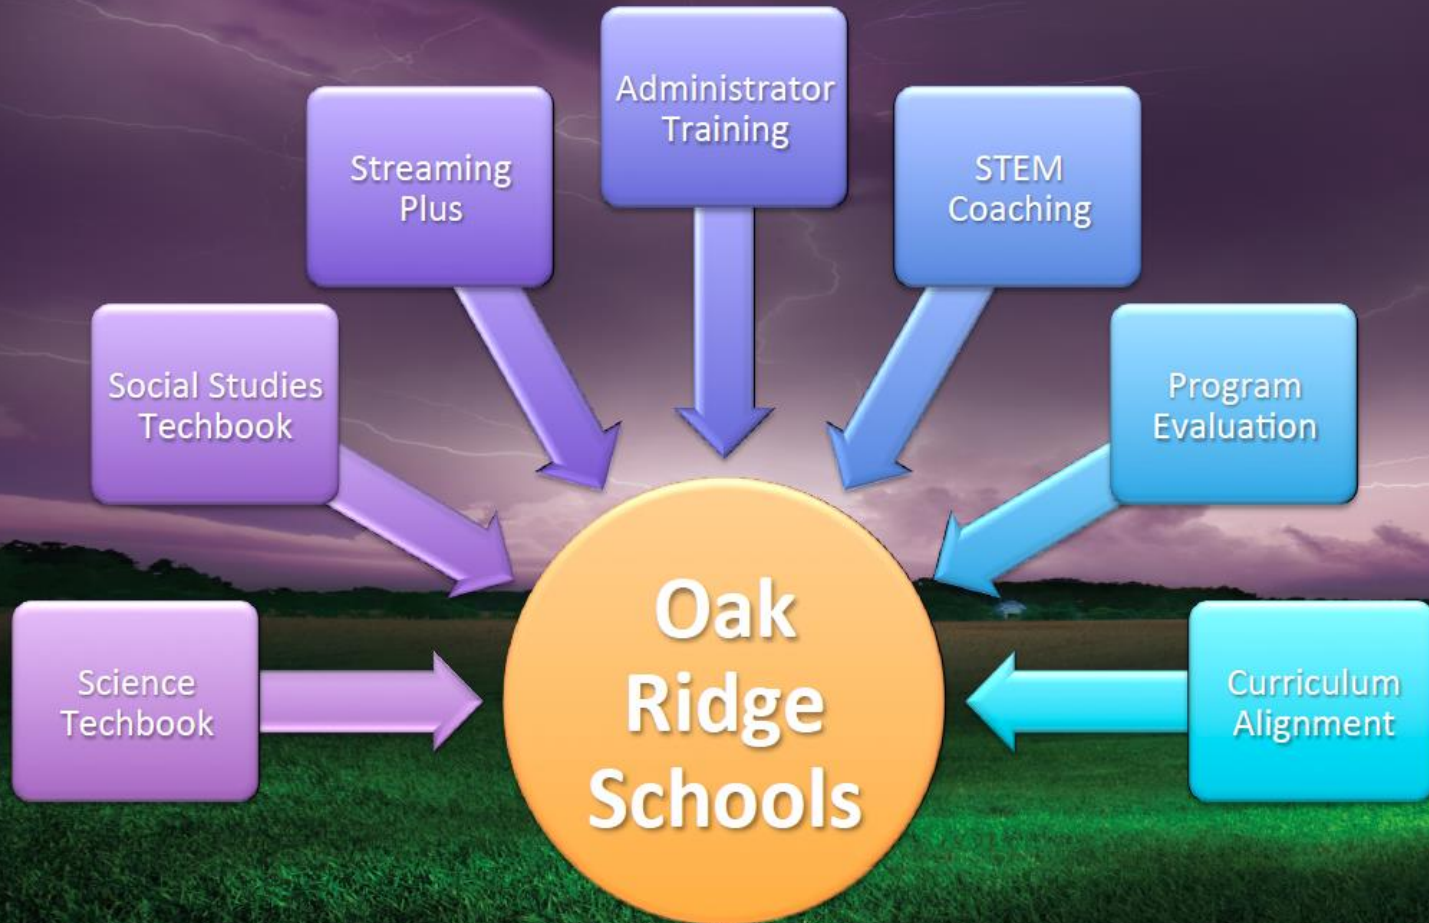 Administrator
Training
Streaming
Plus
STEM
Coaching
Social Studies
Techbook
Program
Evaluation
Science
Techbook
Curriculum
Alignment
Oak
Ridge
Schools